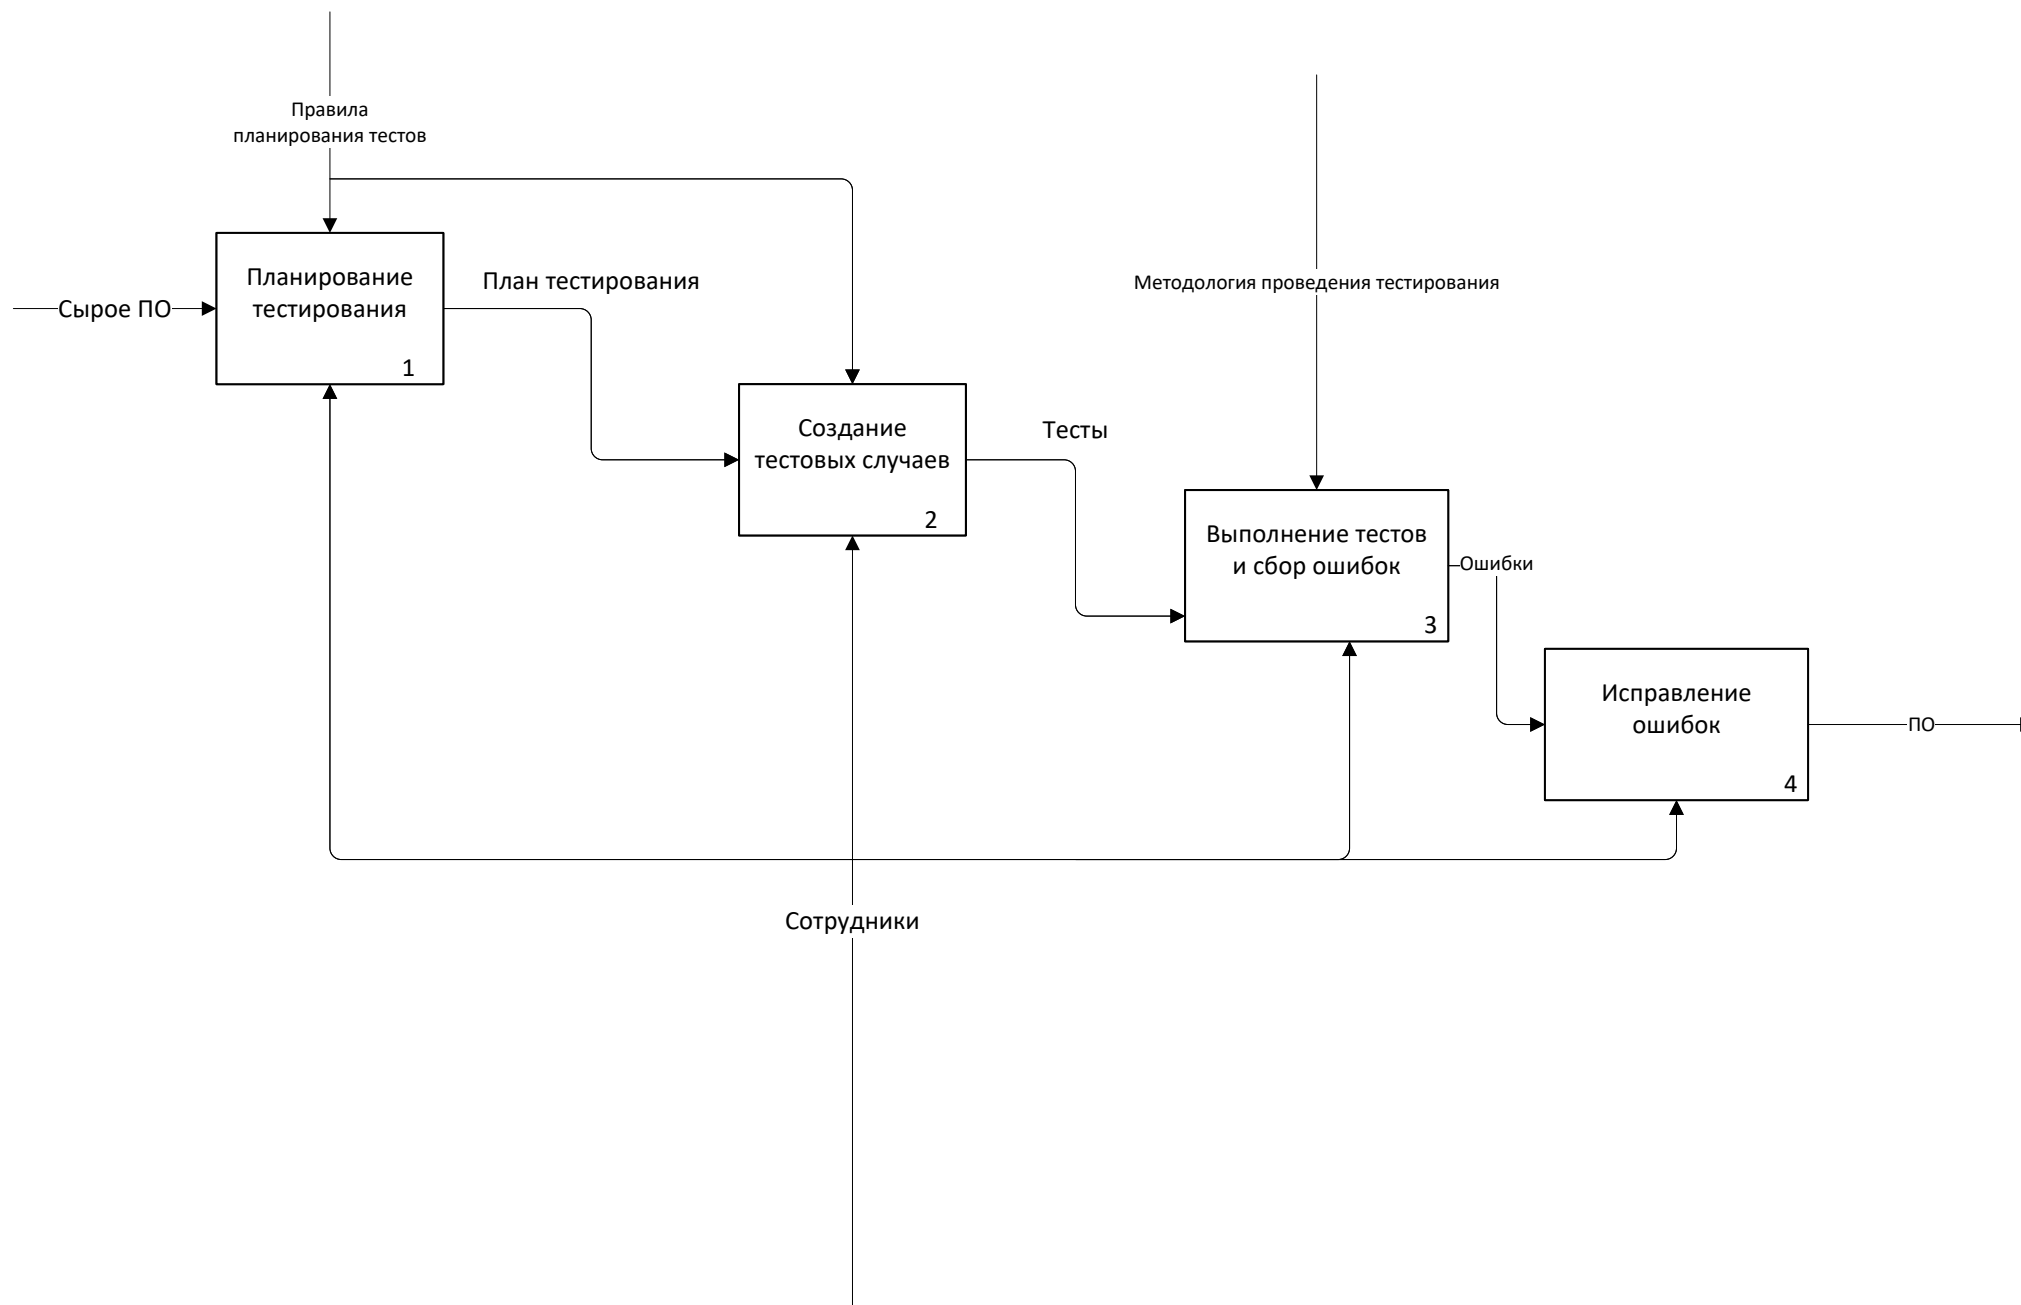 Правила
планирования тестов
Сырое ПО
Планирование
тестирования
1
План тестирования
Методология проведения тестирования
Создание
тестовых случаев
2
Тесты
Выполнение тестов
и сбор ошибок
3
Ошибки
Исправление
ошибок
4
ПО
Сотрудники